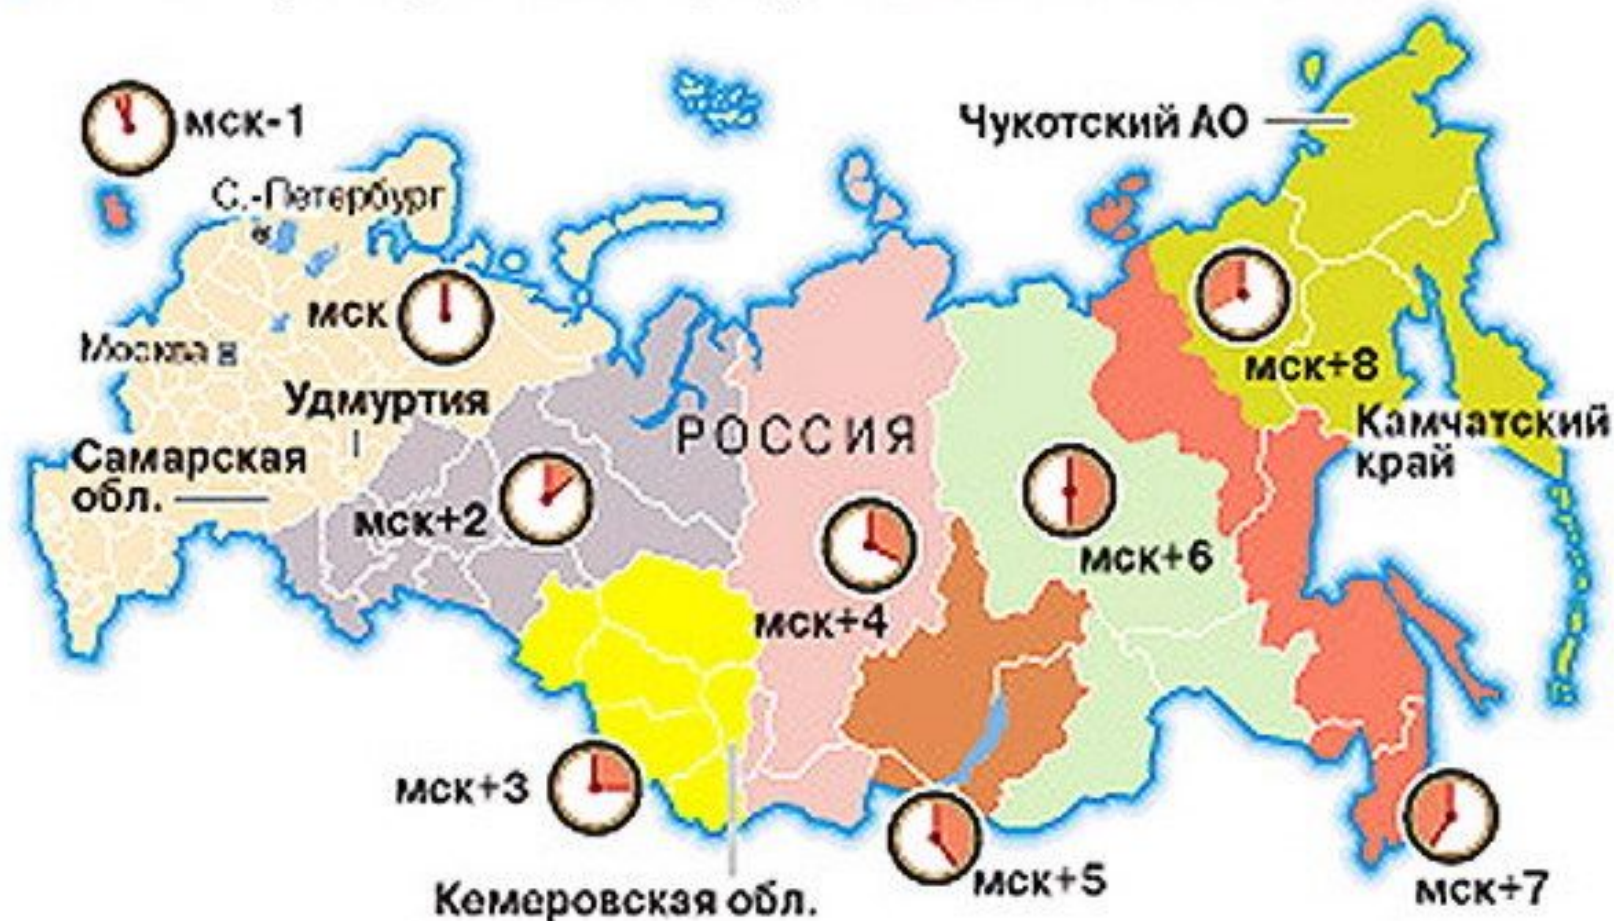 мск-1
Чукотский АО
С.-Петербург
мск
Москва
мск+8
Удмуртия
РОССИЯ
Камчатский
край
Самарская
обл.
мск+2
мск+6
мск+4
мск+3
мск+5
мск+7
Кемеровская обл.